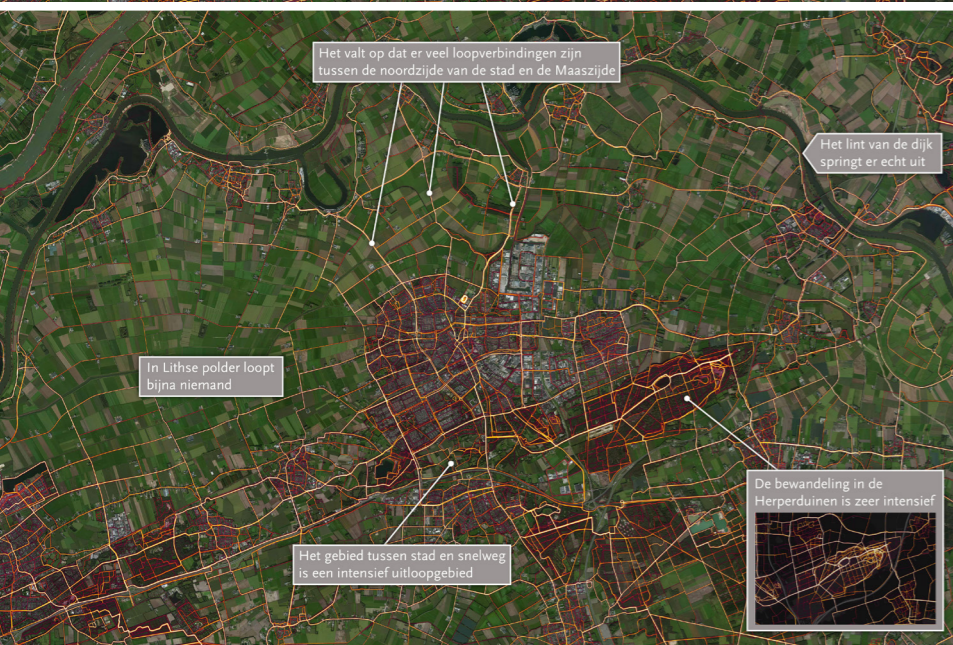 Het valt op dat er veel loopverbindingen zijn
tussen de noordzijde van de stad en de Maaszijde
Het lint van de dijk
springt er echt uit
In Lithse polder loopt
bijna niemand
De bewandeling in de
Herperduinen is zeer intensief
Het gebied tussen stad en snelweg
is een intensief uitloopgebied